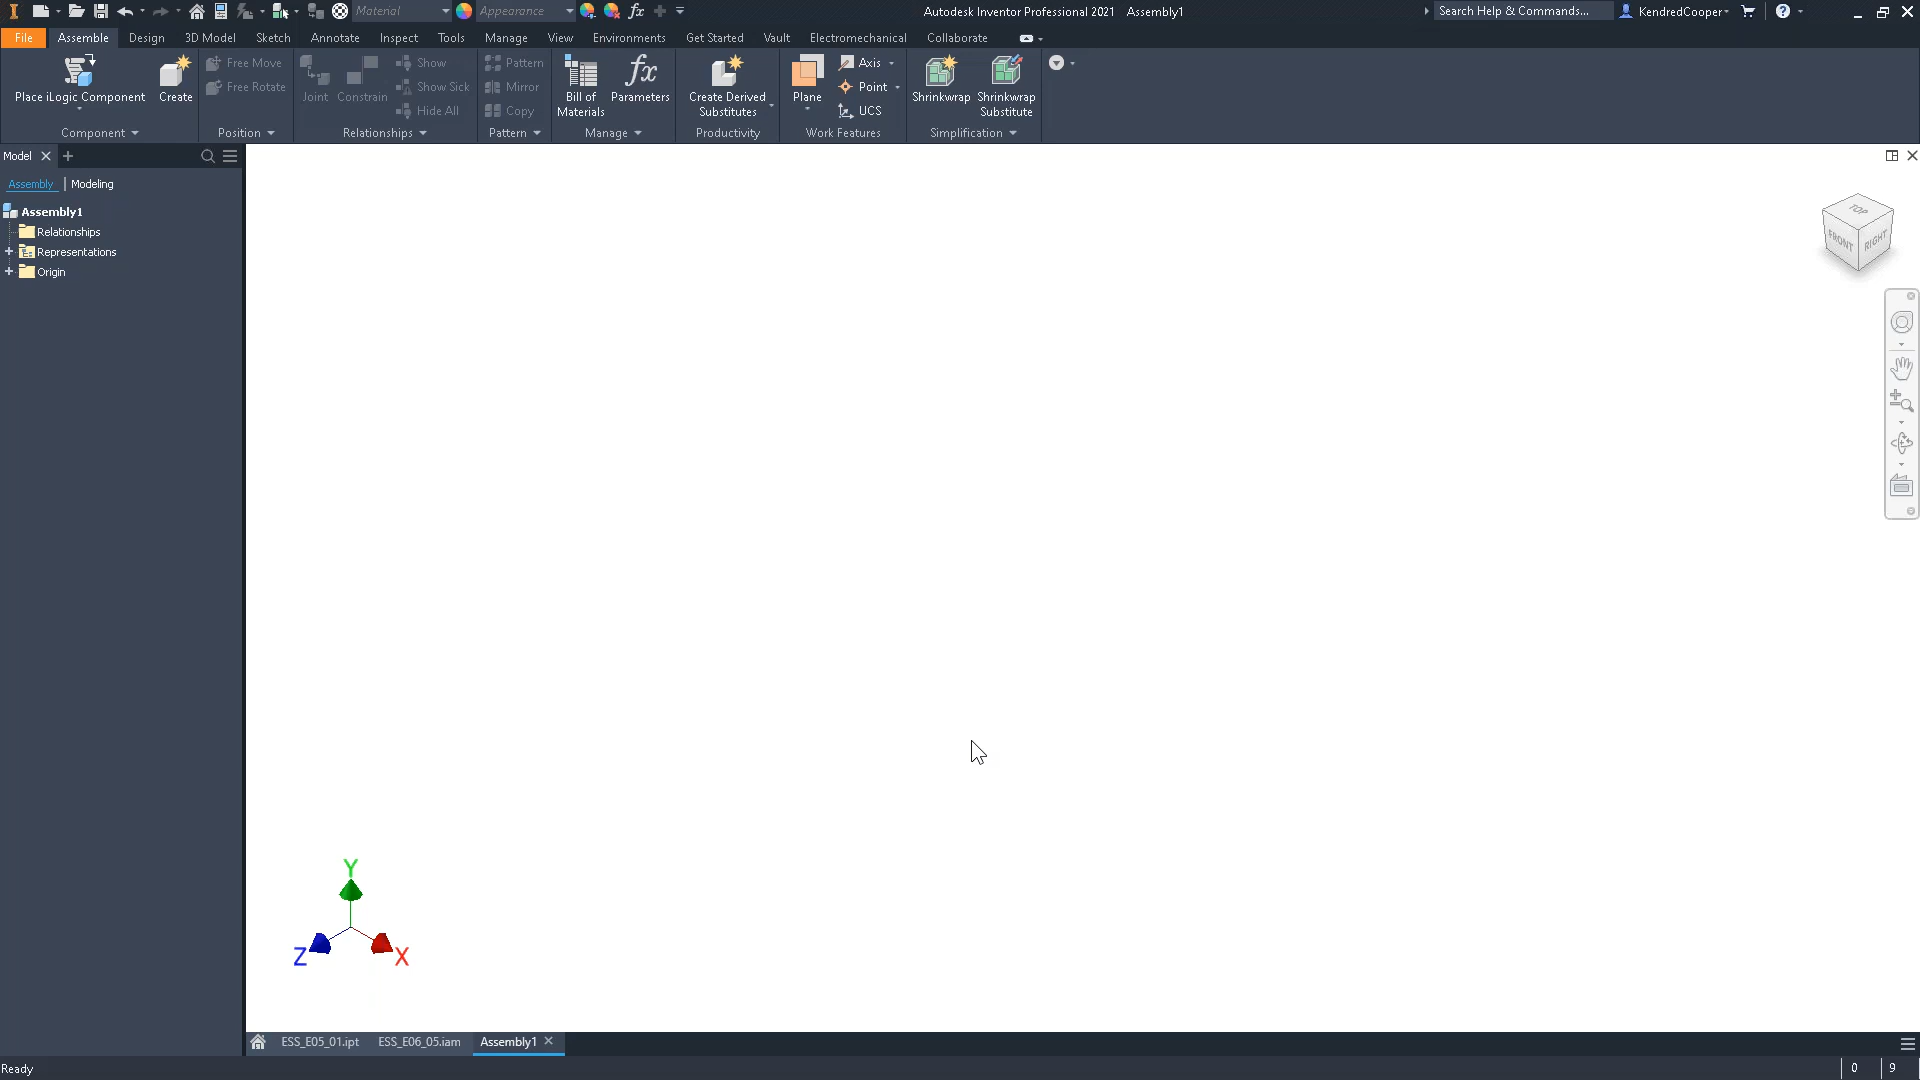 Material
Appearance
fx
Autodesk Inventor Professional 2021 Assembly1
Search Help & Commands...
KendredCooper
File Assemble Design 3D Model Sketch Annotate Inspect Tools Manage View Environments Get Started Vault Electromechanical Collaborate
Place iLogic Component
Create
Free Move
Free Rotate
Joint
Constrain
Show
Show Sick
Hide All
Pattern
Mirror
Copy
Bill of
Materials
fx
Parameters
Create Derived
Substitutes
Plane
Axis
Point
UCS
Shrinkwrap
Shrinkwrap
Substitute
Component Position Relationships Pattern Manage Productivity Work Features Simplification
Model
Assembly | Modeling
Assembly1
Relationships
Representations
Origin
TOP
FRONT
RIGHT
Y
Z
X
ESS_E05_01.ipt ESS_E06_05.iam Assembly1
Ready
0 9